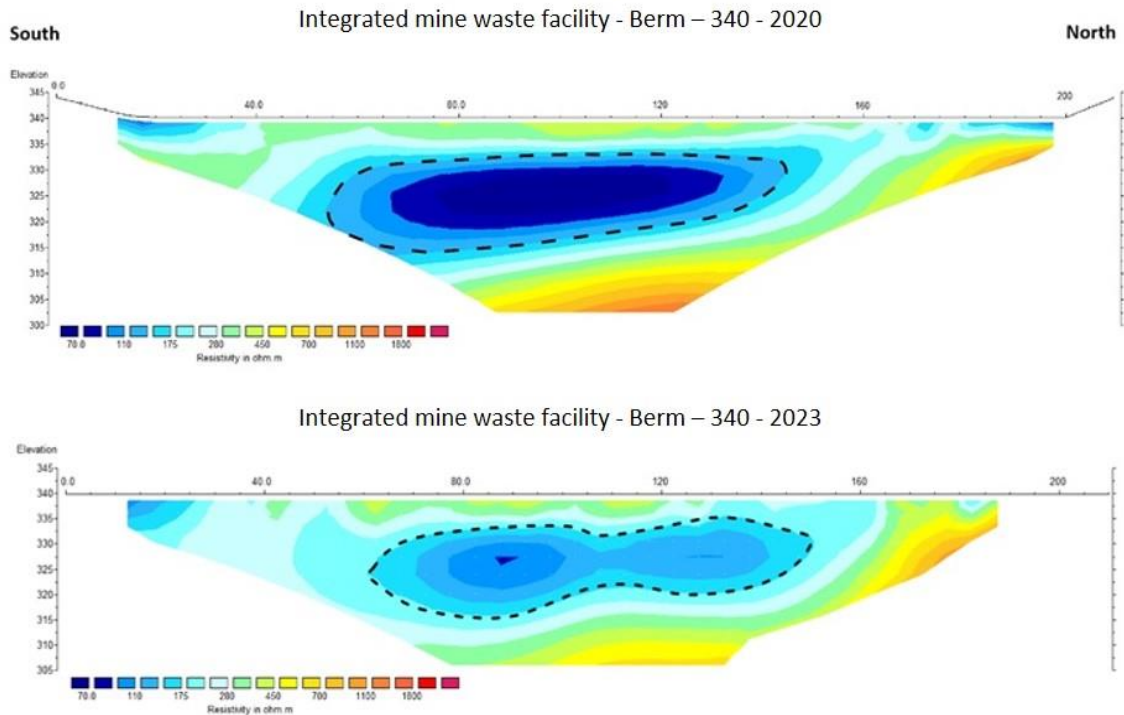 Integrated mine waste facility - Berm – 340 - 2020
South North
Elevation
0.0 40.0 80.0 120 160 200
345
340
335
330
325
320
315
310
305
300
70.0 110 175 280 450 700 1100 1800
Resistivity in ohm.m
Integrated mine waste facility - Berm – 340 - 2023
Elevation
0.0 40.0 80.0 120 160 200
345
340
335
330
325
320
315
310
305
70.0 110 175 280 450 700 1100 1800
Resistivity in ohm.m